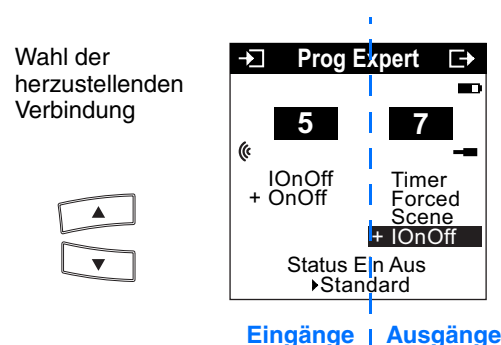 Wahl der
herzustellenden
Verbindung
Prog Expert
5 7
IOnOff
+ OnOff
Timer
Forced
Scene
+ IOnOff
Status Ein Aus
Standard
Eingänge Ausgänge